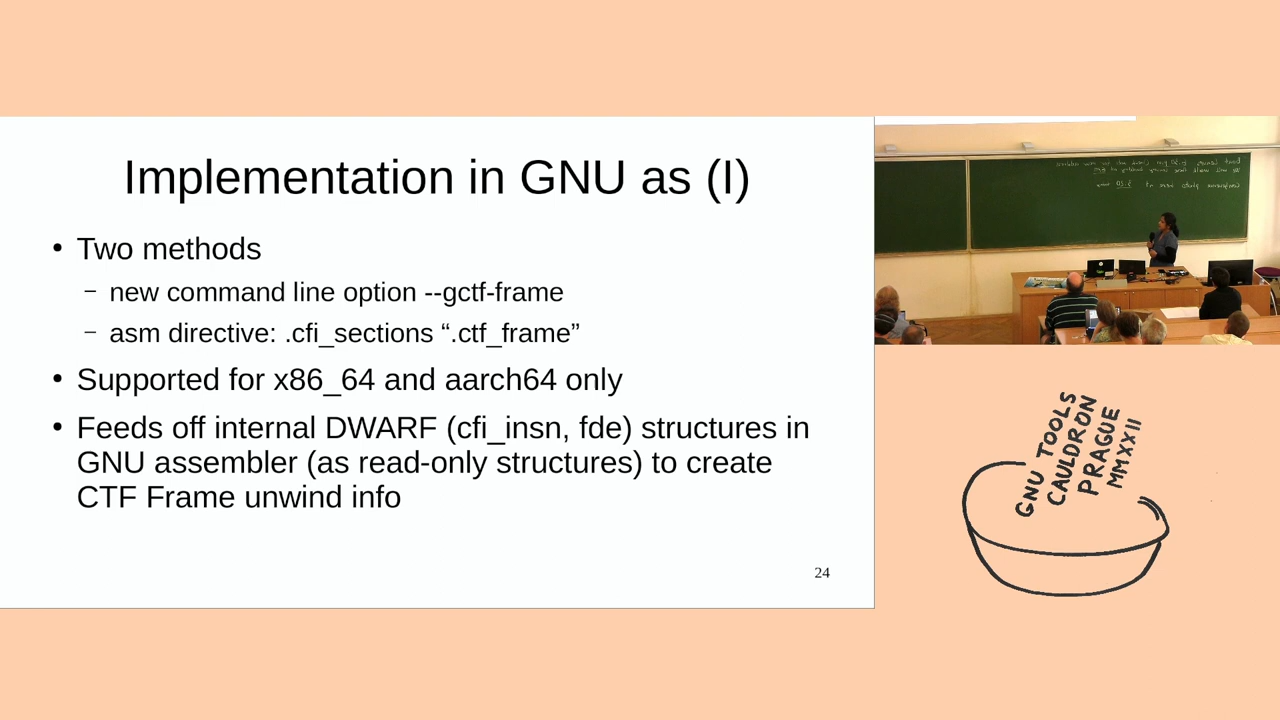 Implementation in GNU as (I)
• Two methods
– new command line option --gctf-frame
– asm directive: .cfi_sections “.ctf_frame”
• Supported for x86_64 and aarch64 only
• Feeds off internal DWARF (cfi_insn, fde) structures in
GNU assembler (as read-only structures) to create
CTF Frame unwind info
24
GNU TOOLS
CAULDRON
PRAGUE
MMXXII